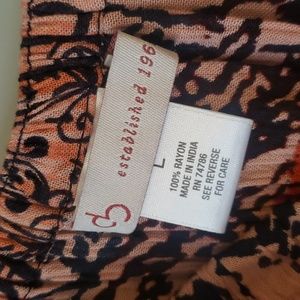 established 196
L
100% RAYON
MADE IN INDIA
RN 74786
SEE REVERSE
FOR CARE